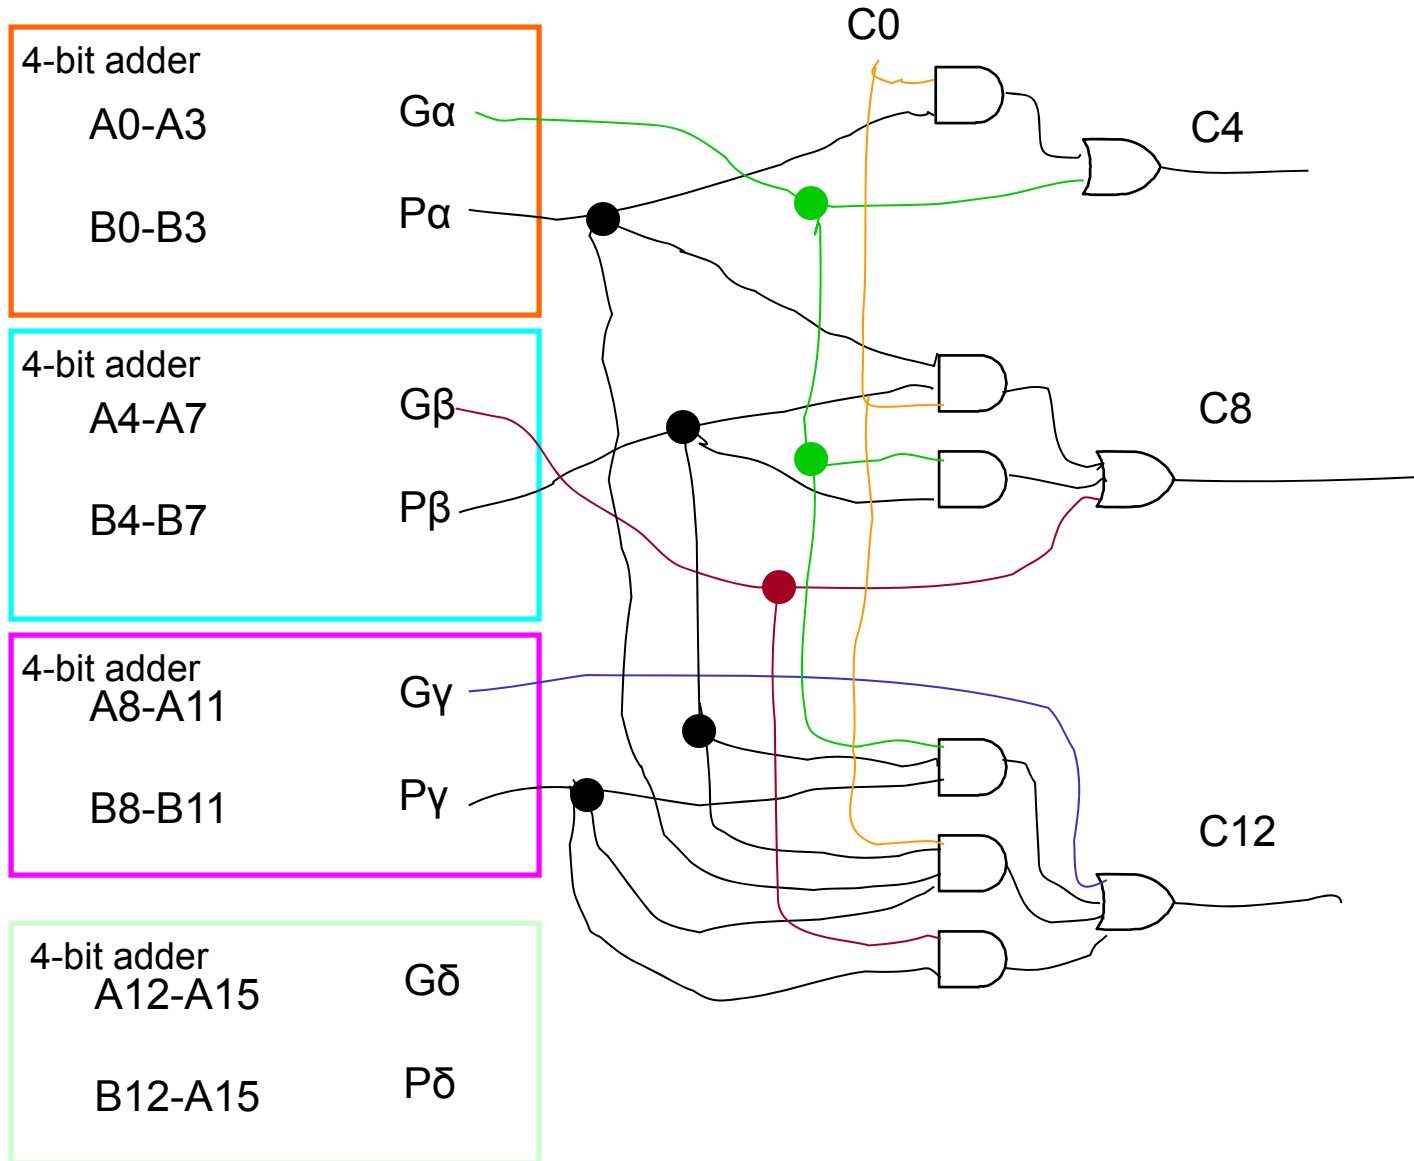 C0
4-bit adder
A0-A3
Gα
C4
B0-B3
Pα
4-bit adder
A4-A7
Gβ
C8
B4-B7
Pβ
4-bit adder
A8-A11
Gγ
B8-B11
Pγ
C12
4-bit adder
A12-A15
Gδ
B12-A15
Pδ